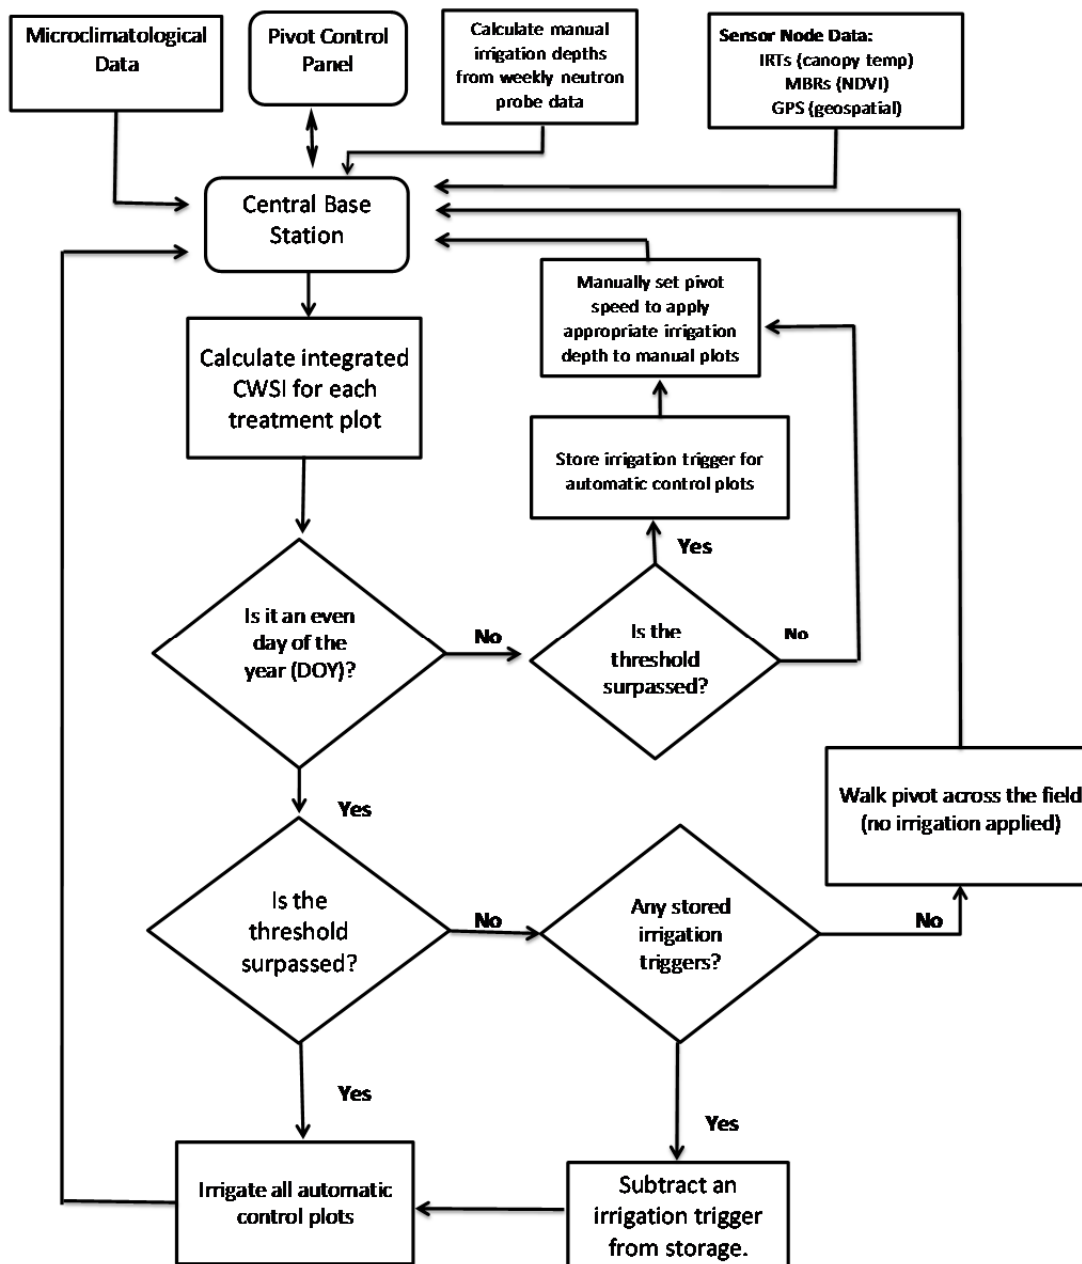 Microclimatological
Data
Pivot Control
Panel
Calculate manual
irrigation depths
from weekly neutron
probe data
Sensor Node Data:
IRTs (canopy temp)
MBRs (NDVI)
GPS (geospatial)
Central Base
Station
Manually set pivot
speed to apply
appropriate irrigation
depth to manual plots
Calculate integrated
CWSI for each
treatment plot
Store irrigation trigger for
automatic control plots
Yes
Is it an even
day of the
year (DOY)?
No
Is the
threshold
surpassed?
No
Yes
Walk pivot across the field
(no irrigation applied)
Is the
threshold
surpassed?
No
Any stored
irrigation
triggers?
No
Yes
Yes
Irrigate all automatic
control plots
Subtract an
irrigation trigger
from storage.